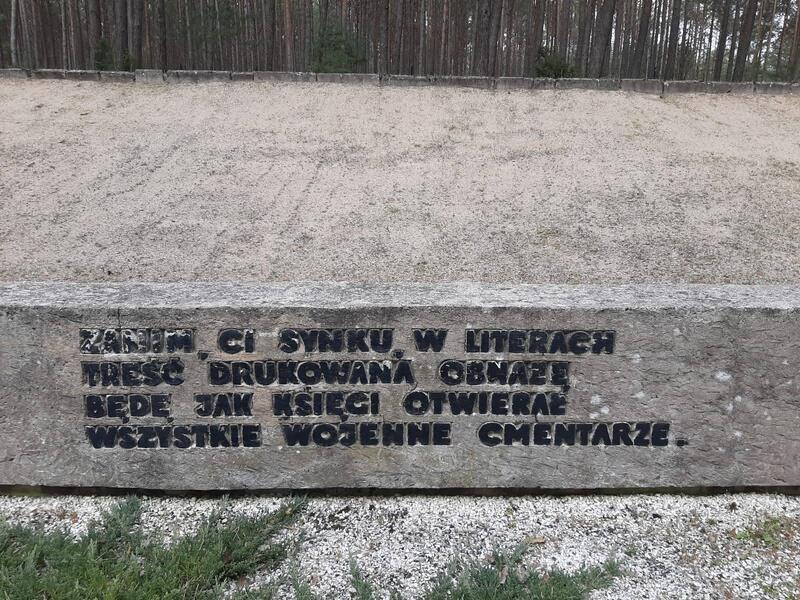 ZANIM, CI SYNKU, W LITERACH
TREŚĆ DRUKOWANĄ OBNAŻĘ
BĘDĘ JAK KSIĘGI OTWIERAŁ
WSZYSTKIE WOJENNE CMENTARZE.